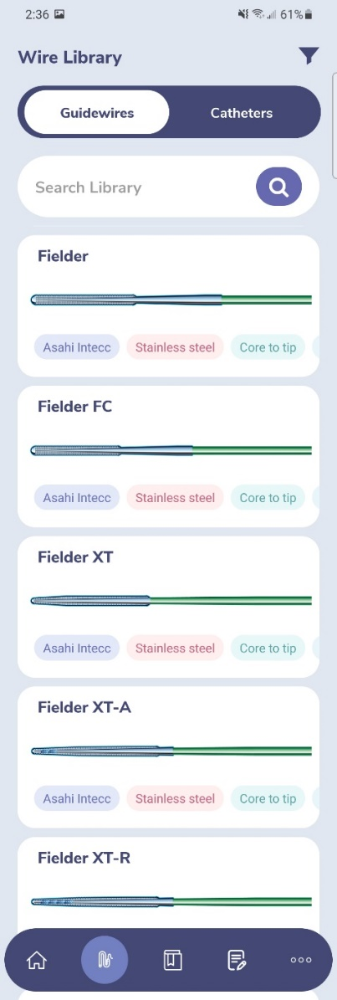 2:36 61%
Wire Library
Guidewires Catheters
Search Library
Fielder
Asahi Intecc Stainless steel Core to tip
Fielder FC
Asahi Intecc Stainless steel Core to tip
Fielder XT
Asahi Intecc Stainless steel Core to tip
Fielder XT-A
Asahi Intecc Stainless steel Core to tip
Fielder XT-R